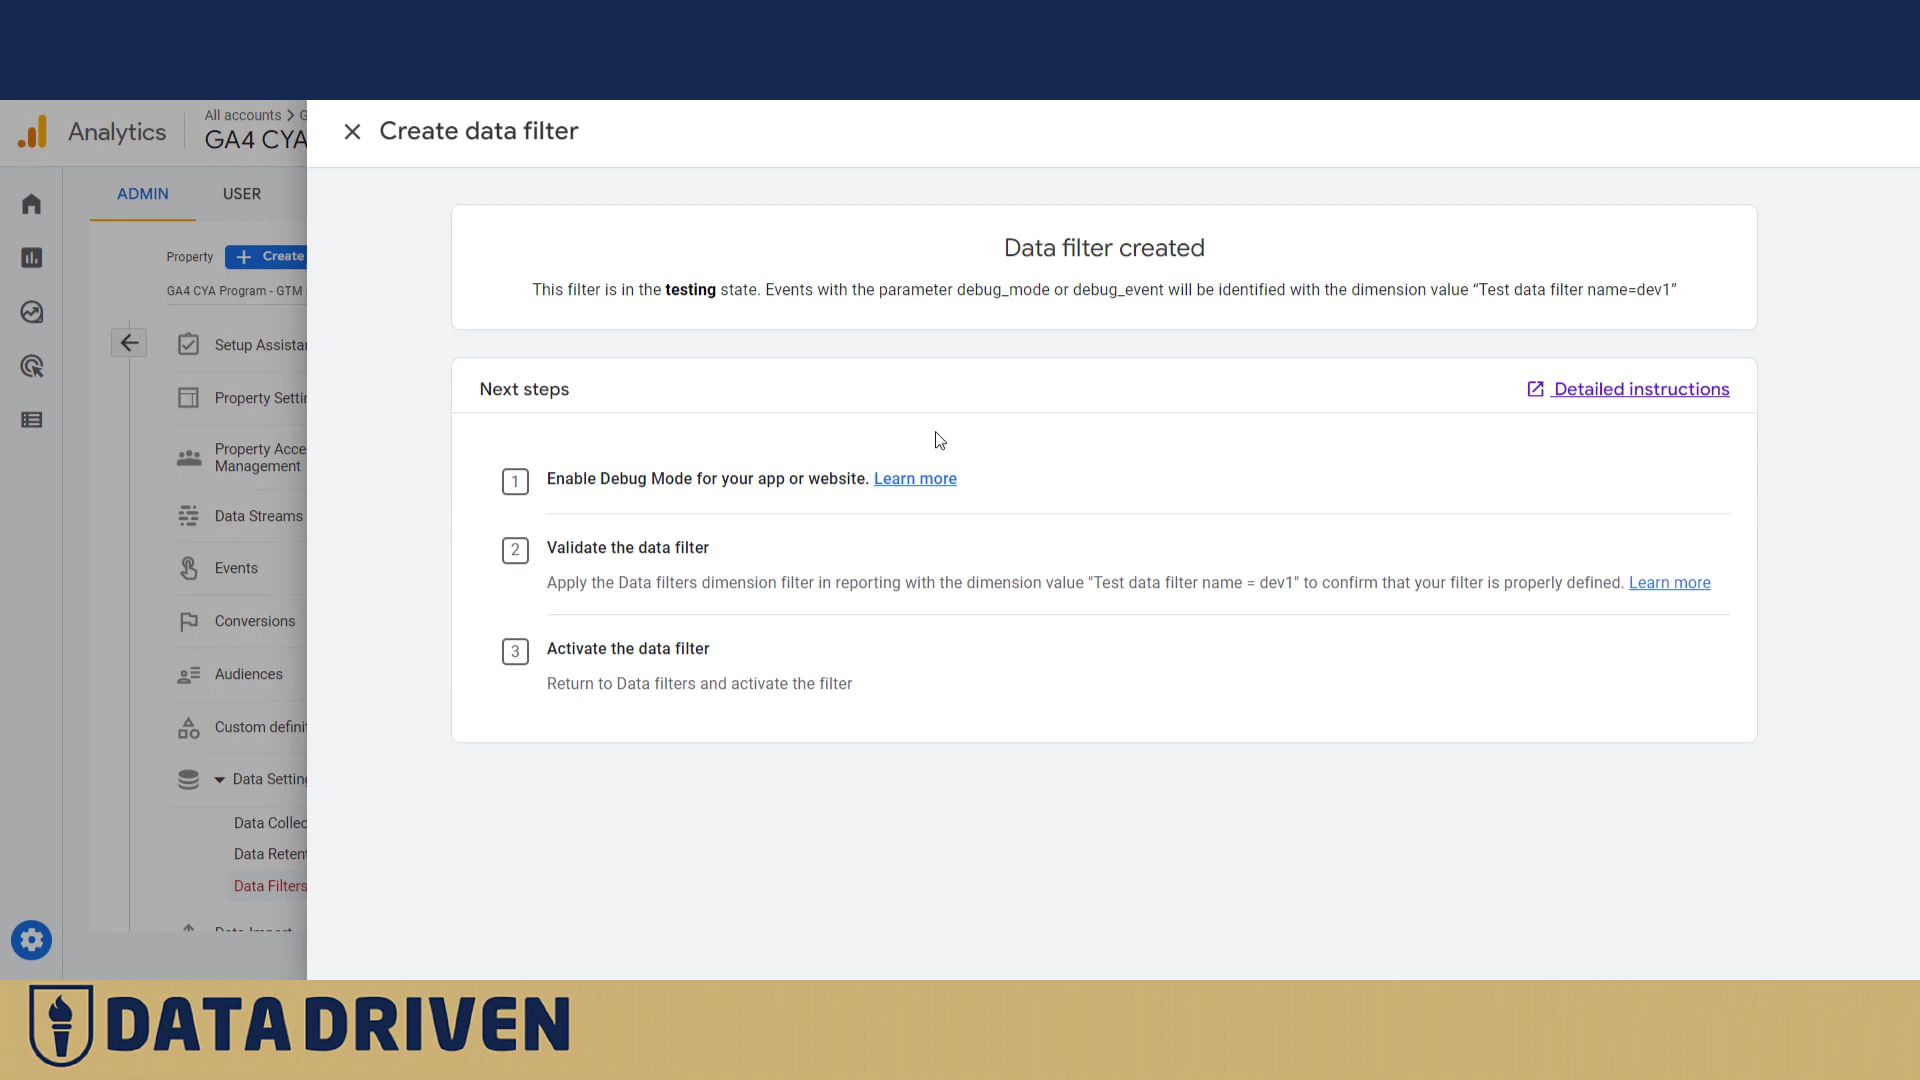 Analytics
All accounts > G
GA4 CYA
ADMIN
USER
Property
+ Create
GA4 CYA Program - GTM
Setup Assistan
Property Settin
Property Acce
Management
Data Streams
Events
Conversions
Audiences
Custom defini
Data Setting
Data Collec
Data Reten
Data Filters
Data Import
× Create data filter
Data filter created
This filter is in the testing state. Events with the parameter debug_mode or debug_event will be identified with the dimension value “Test data filter name=dev1”
Next steps
Detailed instructions
1 Enable Debug Mode for your app or website. Learn more
2 Validate the data filter
Apply the Data filters dimension filter in reporting with the dimension value "Test data filter name = dev1" to confirm that your filter is properly defined. Learn more
3 Activate the data filter
Return to Data filters and activate the filter
DATA DRIVEN